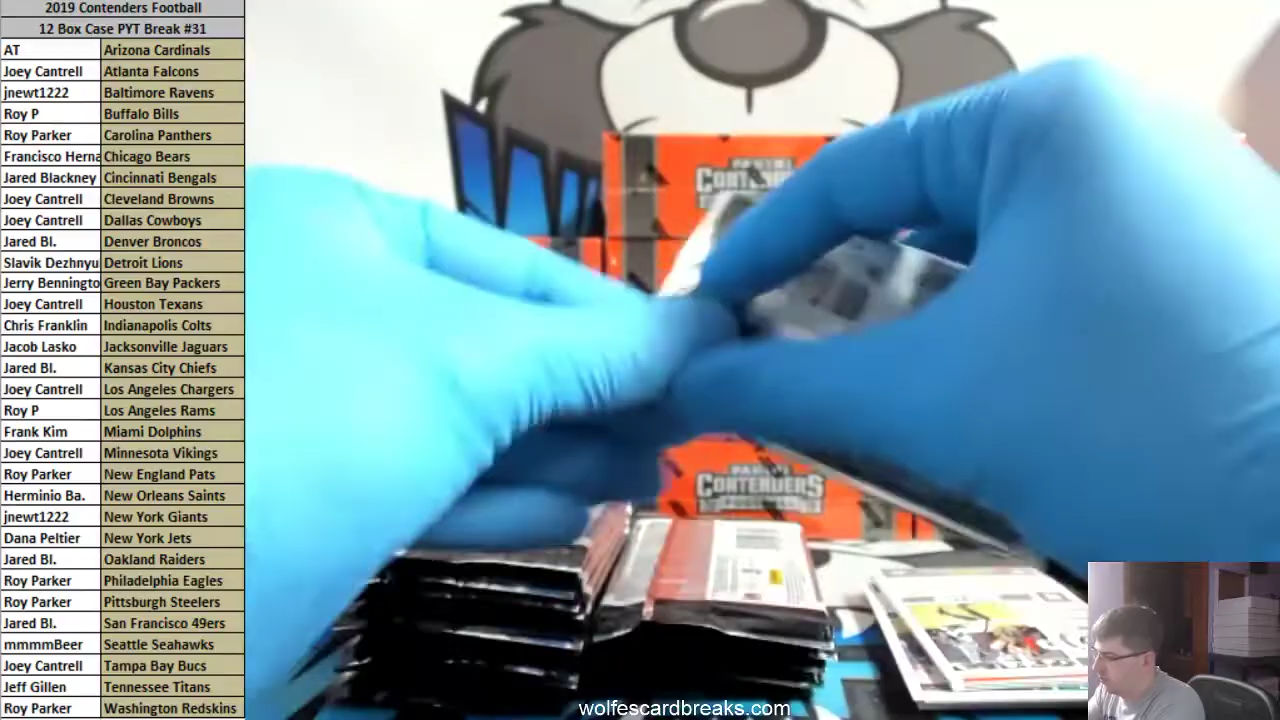 2019 Contenders Football
12 Box Case PYT Break #31
AT Arizona Cardinals
Joey Cantrell Atlanta Falcons
jnewt1222 Baltimore Ravens
Roy P Buffalo Bills
Roy Parker Carolina Panthers
Francisco Herna Chicago Bears
Jared Blackney Cincinnati Bengals
Joey Cantrell Cleveland Browns
Joey Cantrell Dallas Cowboys
Jared Bl. Denver Broncos
Slavik Dezhnyu Detroit Lions
Jerry Benningto Green Bay Packers
Joey Cantrell Houston Texans
Chris Franklin Indianapolis Colts
Jacob Lasko Jacksonville Jaguars
Jared Bl. Kansas City Chiefs
Joey Cantrell Los Angeles Chargers
Roy P Los Angeles Rams
Frank Kim Miami Dolphins
Joey Cantrell Minnesota Vikings
Roy Parker New England Pats
Herminio Ba. New Orleans Saints
jnewt1222 New York Giants
Dana Peltier New York Jets
Jared Bl. Oakland Raiders
Roy Parker Philadelphia Eagles
Roy Parker Pittsburgh Steelers
Jared Bl. San Francisco 49ers
mmmmBeer Seattle Seahawks
Joey Cantrell Tampa Bay Bucs
Jeff Gillen Tennessee Titans
Roy Parker Washington Redskins
PANINI
CONTENDERS
wolfescardbreaks.com